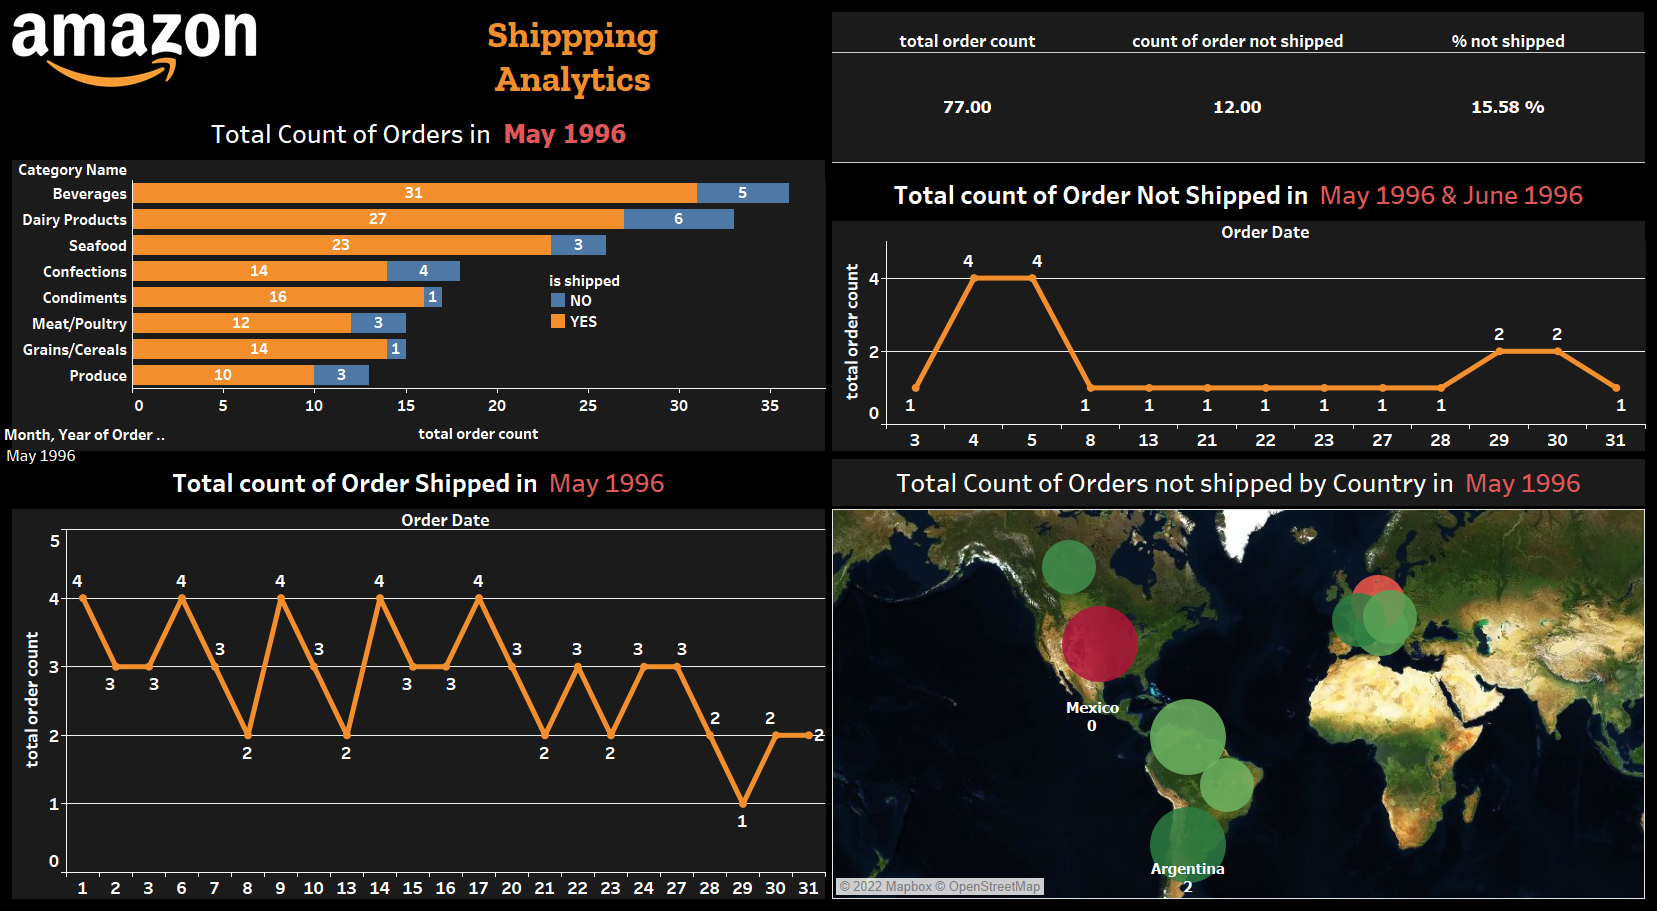 amazon
Shippping
Analytics
total order count
count of order not shipped
% not shipped
77.00
12.00
15.58 %
Total Count of Orders in May 1996
Category Name
Beverages 31 5
Dairy Products 27 6
Seafood 23 3
Confections 14 4
Condiments 16 1
Meat/Poultry 12 3
Grains/Cereals 14 1
Produce 10 3
is shipped
NO
YES
0 5 10 15 20 25 30 35
total order count
Month, Year of Order ..
May 1996
Total count of Order Not Shipped in May 1996 & June 1996
Order Date
total order count
4
2
0
1 4 4 1 1 1 1 1 1 1 2 2 1
3 4 5 8 13 21 22 23 27 28 29 30 31
Total count of Order Shipped in May 1996
Order Date
total order count
5
4
3
2
1
0
4 3 3 4 3 2 4 3 2 4 3 3 4 3 2 3 2 3 3 2 1 2 2
1 2 3 6 7 8 9 10 13 14 15 16 17 20 21 22 23 24 27 28 29 30 31
Total Count of Orders not shipped by Country in May 1996
Mexico
0
Argentina
2
© 2022 Mapbox © OpenStreetMap